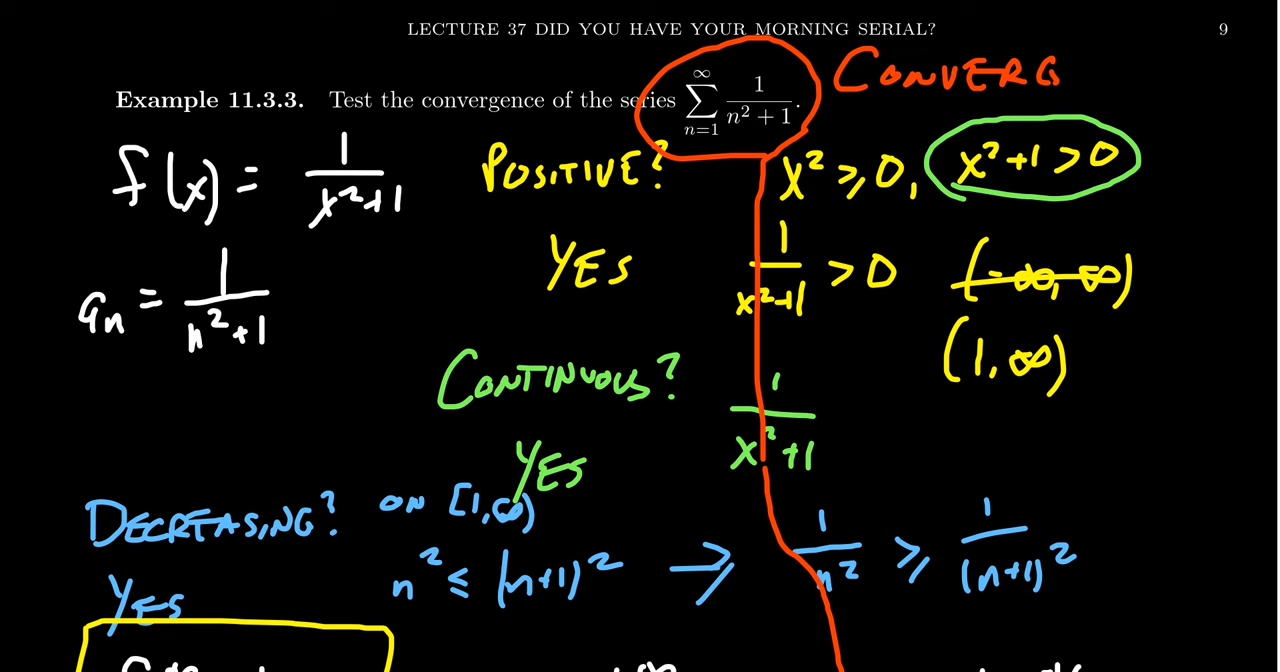 LECTURE 37 DID YOU HAVE YOUR MORNING SERIAL? 9
CONVERG
Example 11.3.3. Test the convergence of the series ∑_{n=1}^{∞} 1/(n² + 1).
f(x) = 1/(x²+1)
POSITIVE? x² ≥ 0, x²+1 > 0
YES 1/(x²+1) > 0 (-∞, ∞)
aₙ = 1/(n²+1)
(1, ∞)
CONTINUOUS? 1/(x²+1)
YES
DECREASING? ON [1, ∞)
n² ≤ (n+1)² → 1/n² ≥ 1/(n+1)²
YES